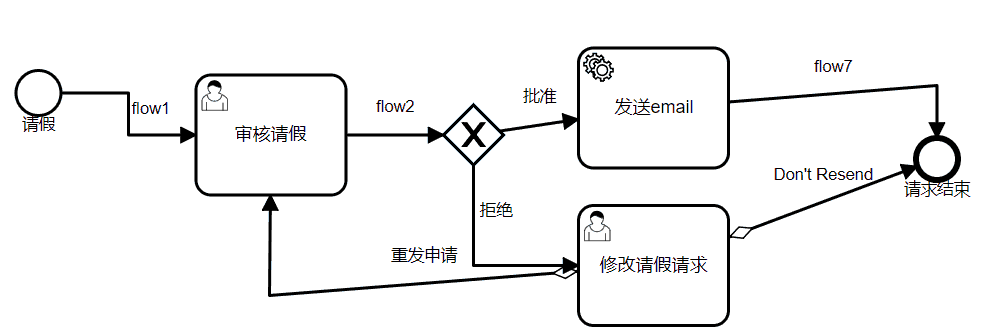 请假
flow1
审核请假
flow2
批准
发送email
flow7
请求结束
Don't Resend
拒绝
重发申请
修改请假请求